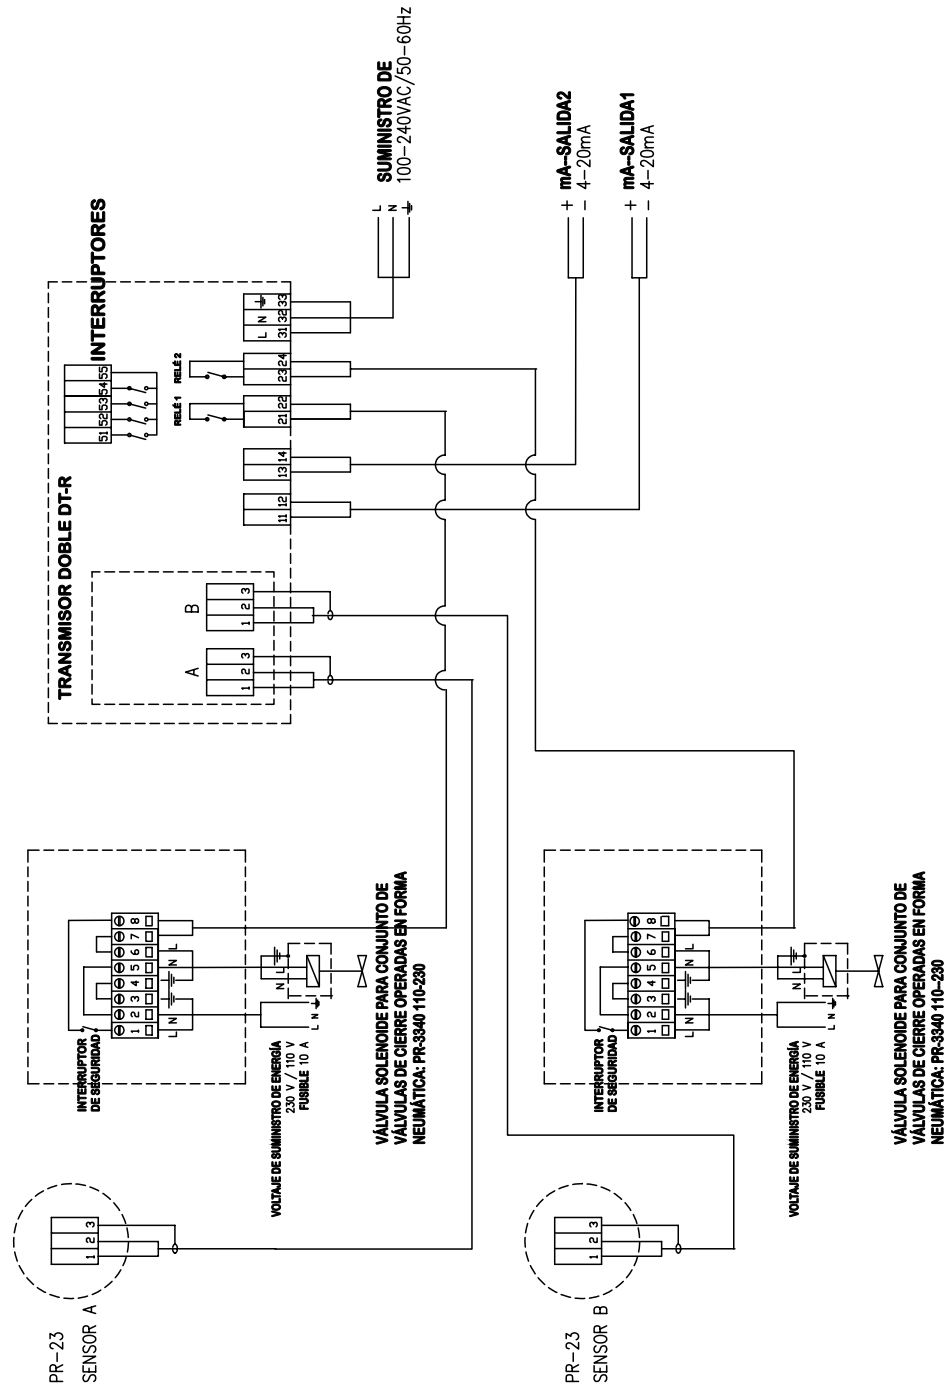 PR-23
SENSOR A
1 2 3
INTERRUPTOR
DE SEGURIDAD
1 2 3 4 5 6 7 8
L N
N L
VOLTAJE DE SUMINISTRO DE ENERGÍA
230 V / 110 V
FUSIBLE 10 A
L N
N L
VÁLVULA SOLENOIDE PARA CONJUNTO DE
VÁLVULAS DE CIERRE OPERADAS EN FORMA
NEUMÁTICA: PR-3340 110-230
TRANSMISOR DOBLE DT-R
INTERRUPTORES
51 52 53 54 55
RELÉ 1
RELÉ 2
A
B
1 2 3
1 2 3
11 12
13 14
21 22
23 24
L N
31 32 33
L
N
SUMINISTRO DE
100-240VAC/50-60Hz
+ mA-SALIDA2
- 4-20mA
+ mA-SALIDA1
- 4-20mA
PR-23
SENSOR B
1 2 3
INTERRUPTOR
DE SEGURIDAD
1 2 3 4 5 6 7 8
L N
N L
VOLTAJE DE SUMINISTRO DE ENERGÍA
230 V / 110 V
FUSIBLE 10 A
L N
N L
VÁLVULA SOLENOIDE PARA CONJUNTO DE
VÁLVULAS DE CIERRE OPERADAS EN FORMA
NEUMÁTICA: PR-3340 110-230